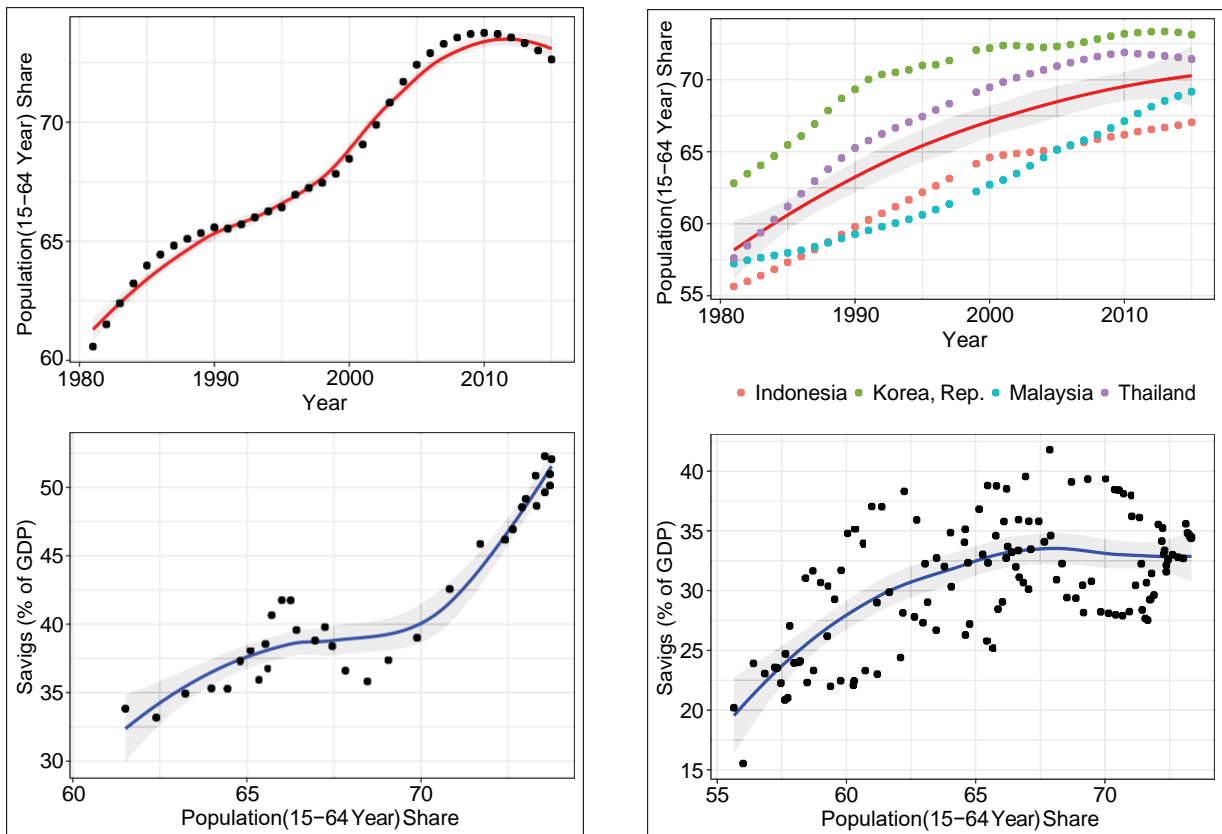 Population(15−64 Year) Share
70
65
60
1980 1990 2000 2010
Year
Savigs (% of GDP)
50
45
40
35
30
60 65 70
Population(15−64 Year) Share
Population(15−64 Year) Share
70
65
60
55
1980 1990 2000 2010
Year
Indonesia Korea, Rep. Malaysia Thailand
Savigs (% of GDP)
40
35
30
25
20
15
55 60 65 70
Population(15−64 Year) Share